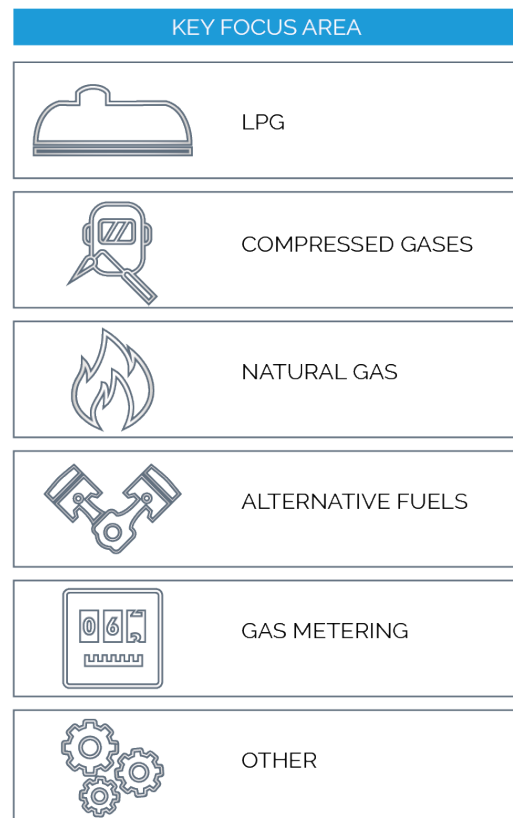 KEY FOCUS AREA
LPG
COMPRESSED GASES
NATURAL GAS
ALTERNATIVE FUELS
06
GAS METERING
OTHER